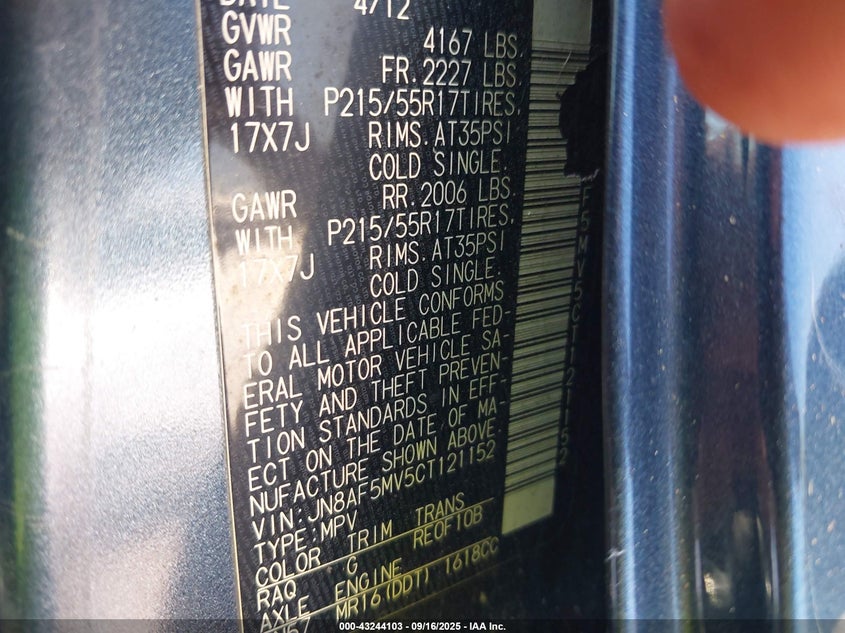 DATE 4/12
GVWR 4167 LBS.
GAWR FR. 2227 LBS.
WITH P215/55R17TIRES.
17X7J RIMS. AT35PSI
COLD SINGLE.
GAWR RR. 2006 LBS.
WITH P215/55R17TIRES.
17X7J RIMS. AT35PSI
COLD SINGLE.
THIS VEHICLE CONFORMS
TO ALL APPLICABLE FED-
ERAL MOTOR VEHICLE SA-
FETY AND THEFT PREVEN-
TION STANDARDS IN EFF-
ECT ON THE DATE OF MA-
NUFACTURE SHOWN ABOVE
VIN:JN8AF5MV5CT121152
TYPE:MPV
COLOR TRIM TRANS
RAQ G RE0F10B
AXLE ENGINE
MR16(DDT) 1618CC
F5MV5CT121152
000-43244103 - 09/16/2025 - IAA Inc.